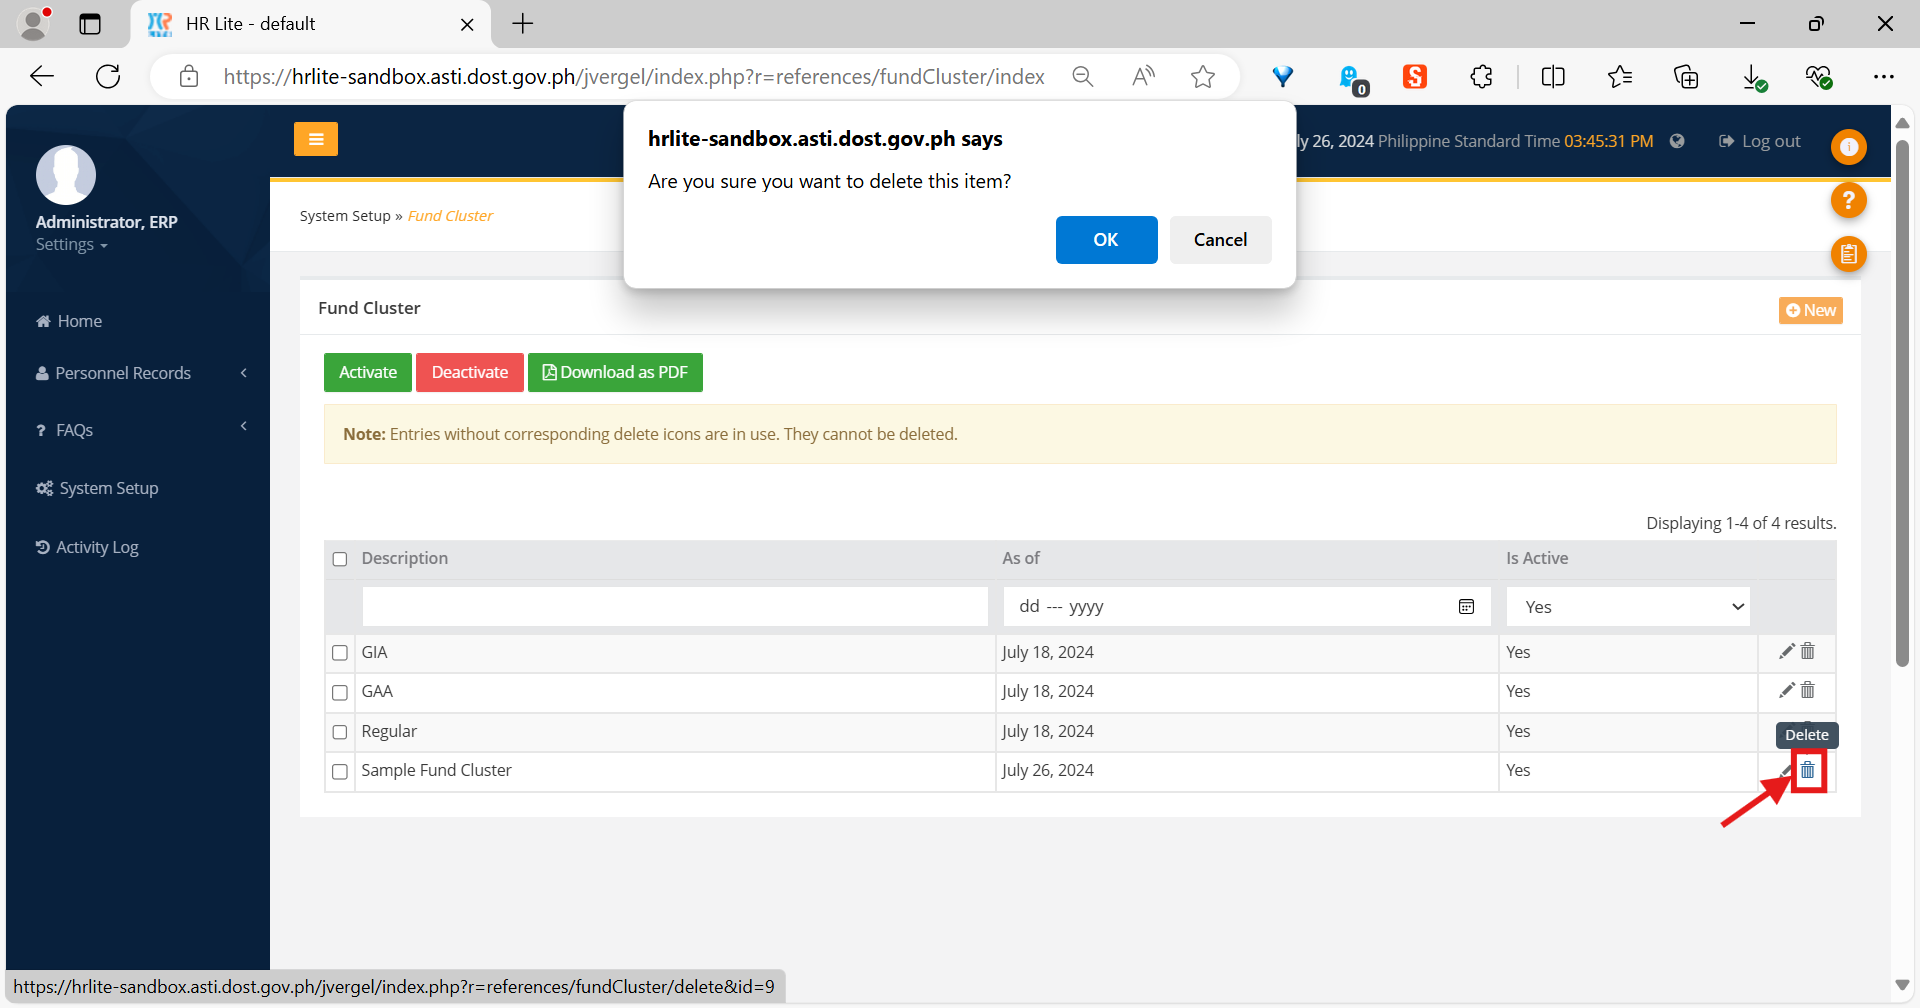 HR Lite - default
https://hrlite-sandbox.asti.dost.gov.ph/jvergel/index.php?r=references/fundCluster/index
0
hrlite-sandbox.asti.dost.gov.ph says
Are you sure you want to delete this item?
OK
Cancel
ly 26, 2024 Philippine Standard Time 03:45:31 PM
Log out
Administrator, ERP
Settings
Home
Personnel Records
FAQs
System Setup
Activity Log
System Setup » Fund Cluster
Fund Cluster
New
Activate
Deactivate
Download as PDF
Note: Entries without corresponding delete icons are in use. They cannot be deleted.
Displaying 1-4 of 4 results.
Description As of Is Active
dd --- yyyy Yes
GIA July 18, 2024 Yes
GAA July 18, 2024 Yes
Regular July 18, 2024 Yes
Delete
Sample Fund Cluster July 26, 2024 Yes
https://hrlite-sandbox.asti.dost.gov.ph/jvergel/index.php?r=references/fundCluster/delete&id=9